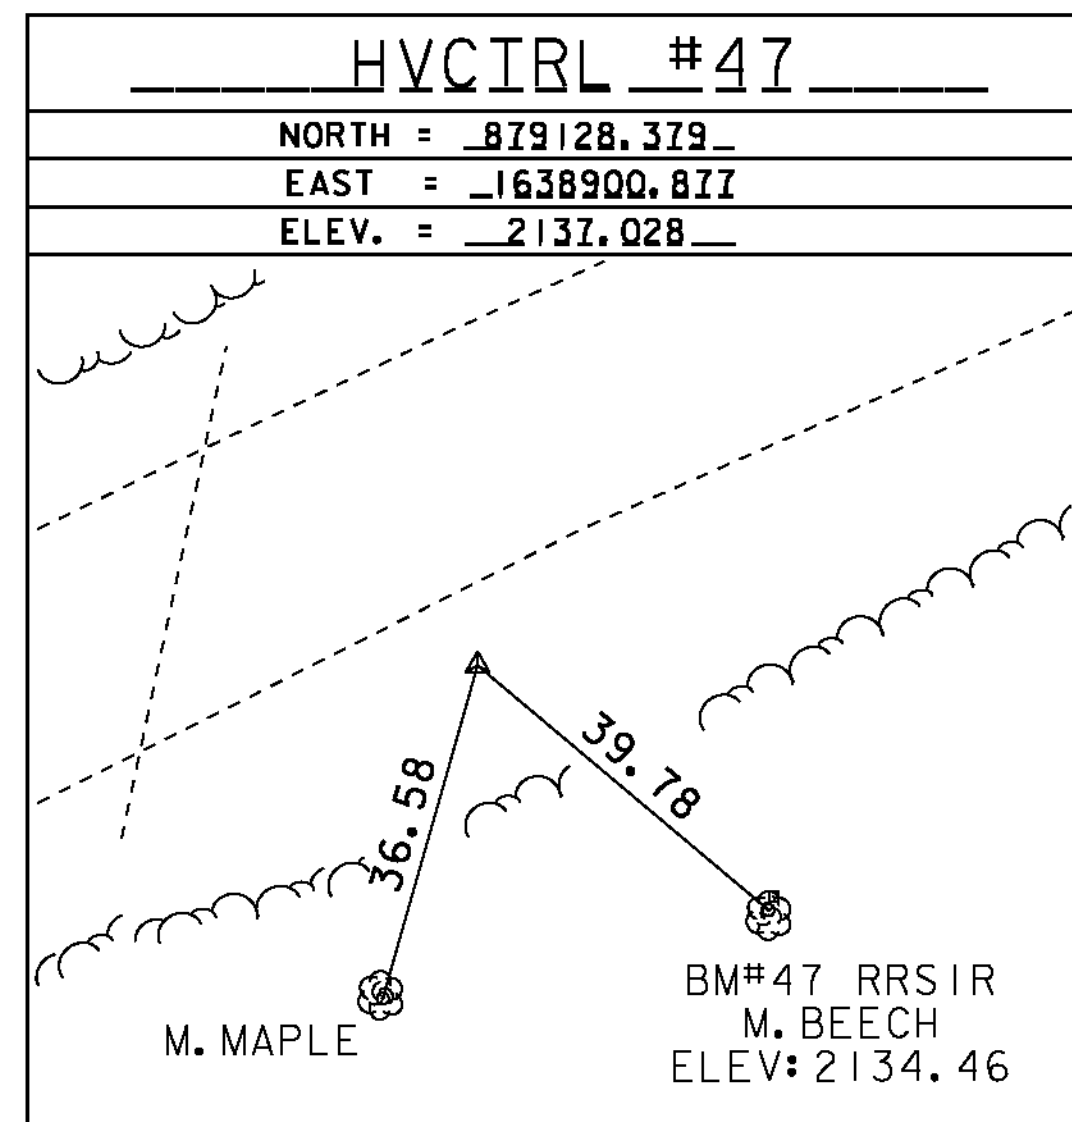 HVCTRL #47
NORTH = 879128.379
EAST = 1638900.877
ELEV. = 2137.028
39.78
36.58
BM#47 RRSIR
M. BEECH
ELEV: 2134.46
M. MAPLE